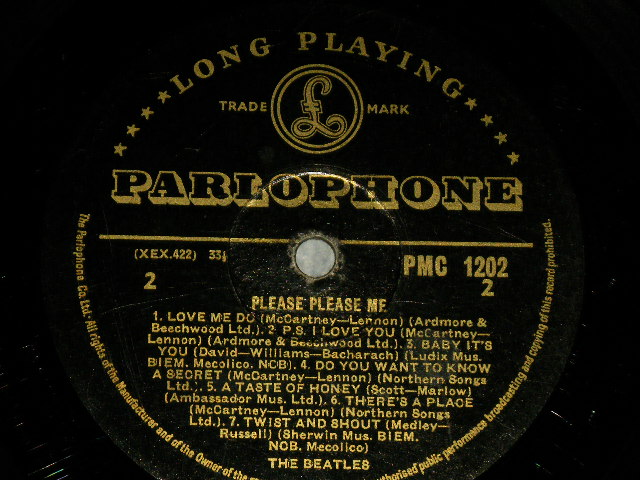 ★★★★★LONG PLAYING★★★★★
TRADE £ MARK
PARLOPHONE
(XEX.422) 33⅓
PMC 1202
2
2
PLEASE PLEASE ME
1. LOVE ME DO (McCartney—Lennon) (Ardmore &
Beechwood Ltd.). 2. P.S. I LOVE YOU (McCartney—
Lennon) (Ardmore & Beechwood Ltd.). 3. BABY IT'S
YOU (David—Williams—Bacharach) (Ludix Mus.
BIEM. Mecolico. NCB). 4. DO YOU WANT TO KNOW
A SECRET (McCartney—Lennon) (Northern Songs
Ltd.). 5. A TASTE OF HONEY (Scott—Marlow)
(Ambassador Mus. Ltd.). 6. THERE'S A PLACE
(McCartney—Lennon) (Northern Songs
Ltd.). 7. TWIST AND SHOUT (Medley—
Russell) (Sherwin Mus. BIEM.
NCB. Mecolico)
THE BEATLES
The Parlophone Co. Ltd. All rights of the Manufacturer and of the Owner of the
authorised public performance broadcasting and copying of this record prohibited.